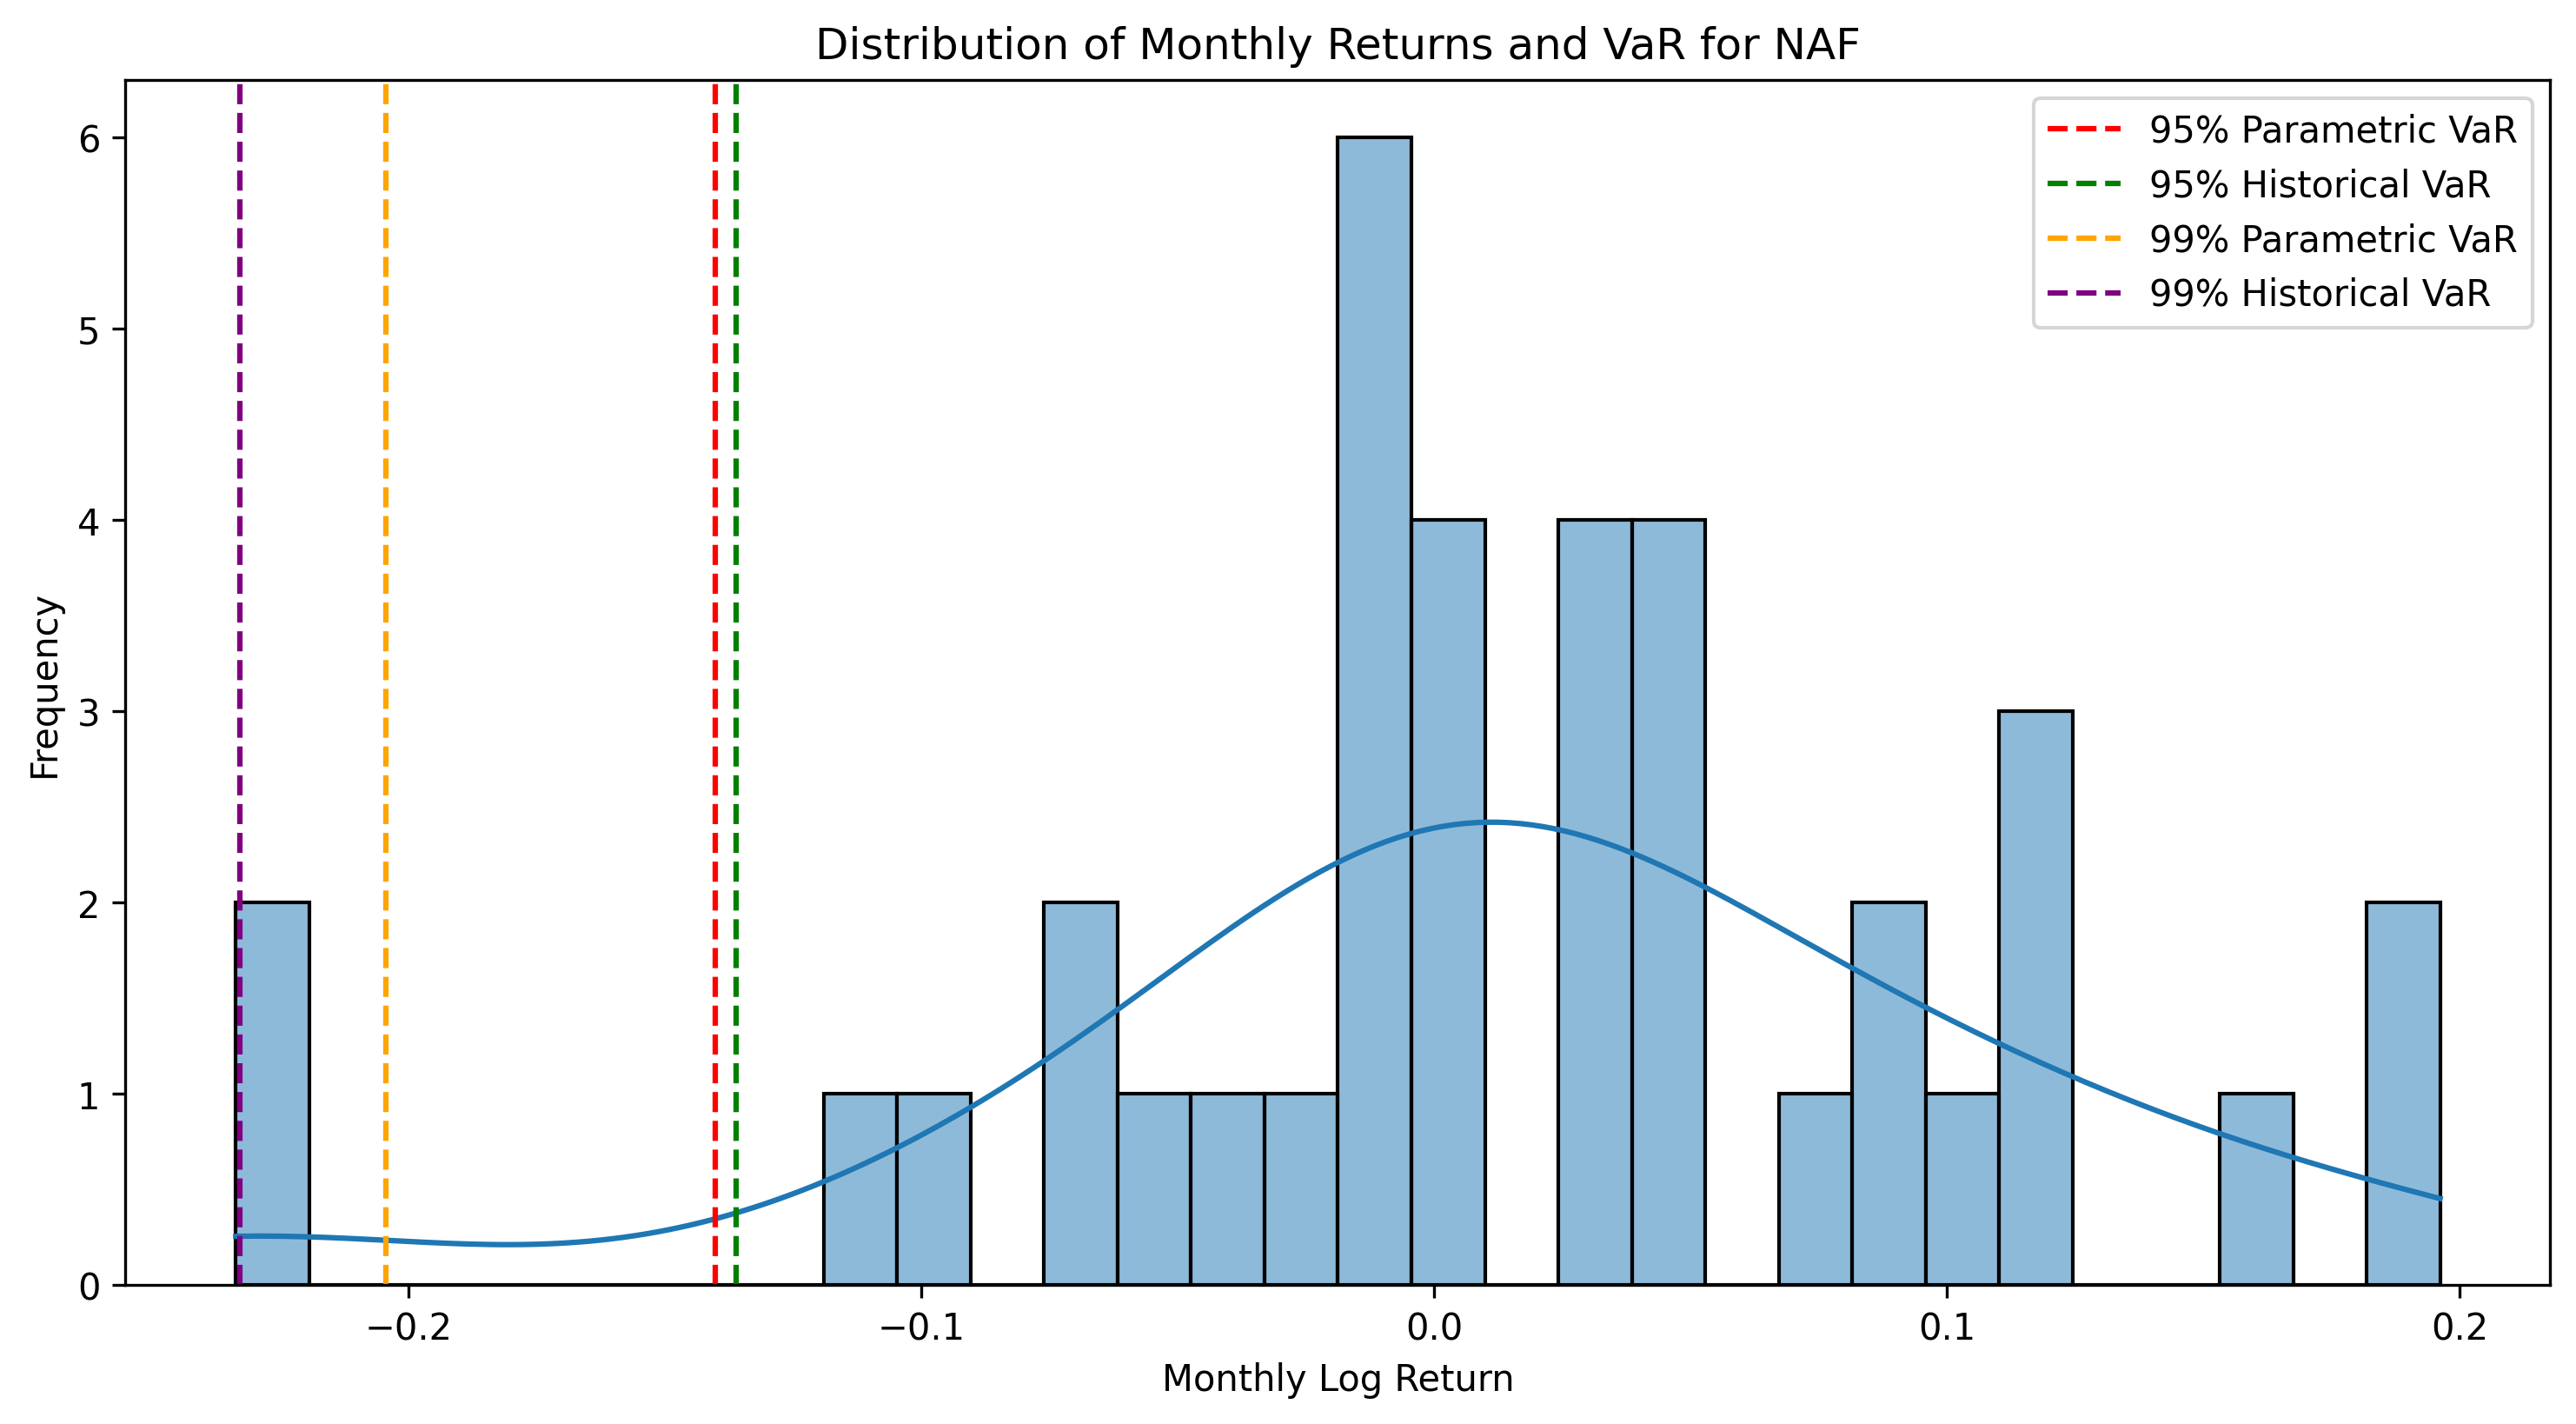 Distribution of Monthly Returns and VaR for NAF
95% Parametric VaR
95% Historical VaR
99% Parametric VaR
99% Historical VaR
6
5
4
3
2
1
0
Frequency
−0.2
−0.1
0.0
0.1
0.2
Monthly Log Return